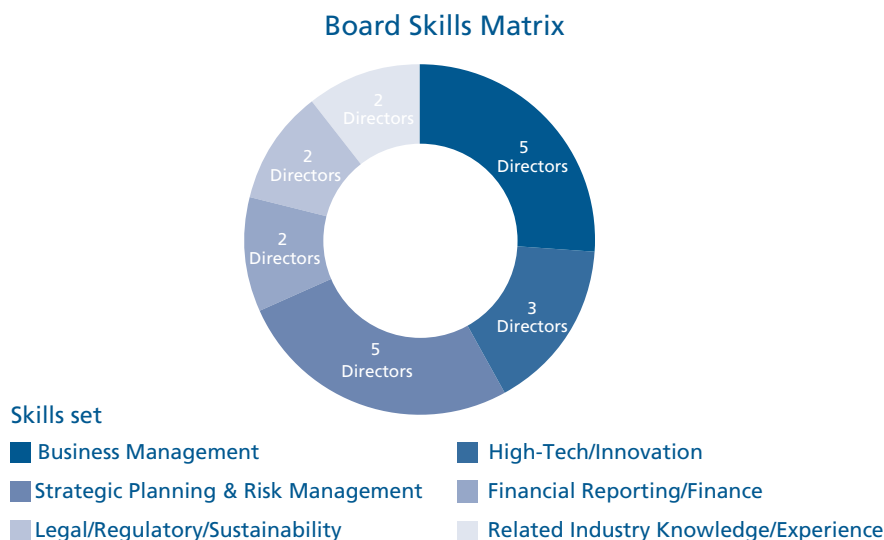 Board Skills Matrix
2
Directors
5
Directors
2
Directors
2
Directors
3
Directors
5
Directors
Skills set
Business Management
High-Tech/Innovation
Strategic Planning & Risk Management
Financial Reporting/Finance
Legal/Regulatory/Sustainability
Related Industry Knowledge/Experience